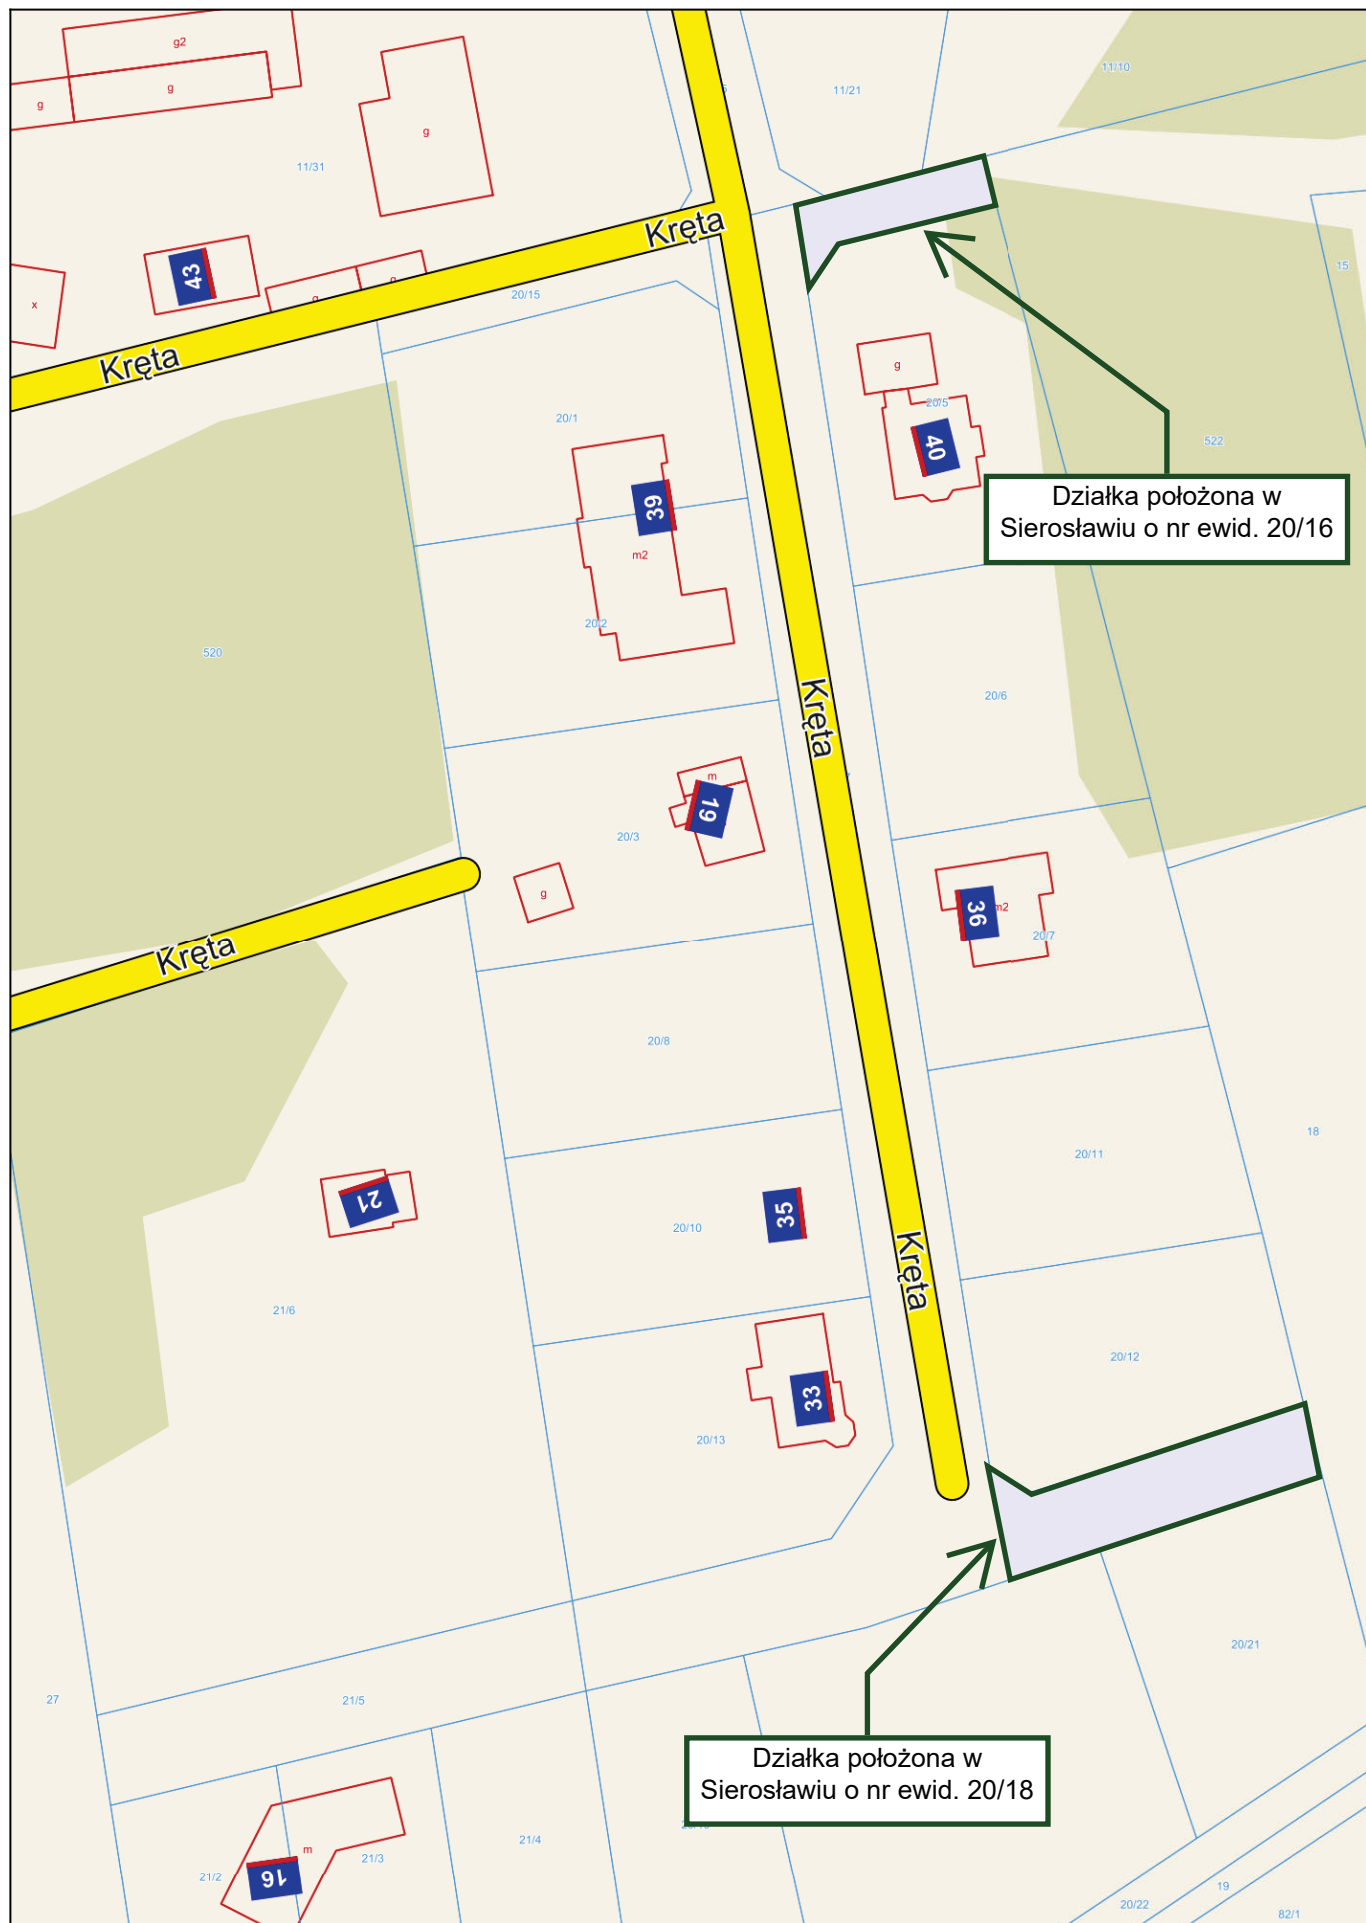 g2
g
g
g
11/31
11/21
11/10
Kręta
43
x
g
g
20/15
15
Kręta
g
20/5
20/1
40
522
39
m2
Działka położona w
Sierosławiu o nr ewid. 20/16
20/2
520
20/6
Kręta
m
19
20/3
g
36
m2
20/7
Kręta
20/8
18
20/11
21
35
20/10
Kręta
21/6
20/12
33
20/13
20/21
27
21/5
Działka położona w
Sierosławiu o nr ewid. 20/18
21/4
m
21/3
21/2
16
19
20/22
82/1